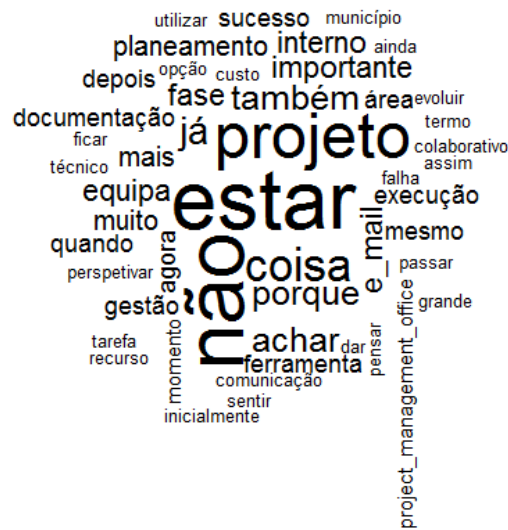 utilizar
sucesso
município
planeamento
interno
ainda
depois
opção
custo
importante
fase
também
área
evoluir
documentação
já
projeto
termo
ficar
colaborativo
técnico
mais
assim
falha
equipa
estar
execução
muito
não
e_mail
mesmo
quando
agora
coisa
passar
perspetivar
porque
gestão
grande
momento
achar
dar
pensar
project_management_office
tarefa
recurso
ferramenta
comunicação
sentir
inicialmente